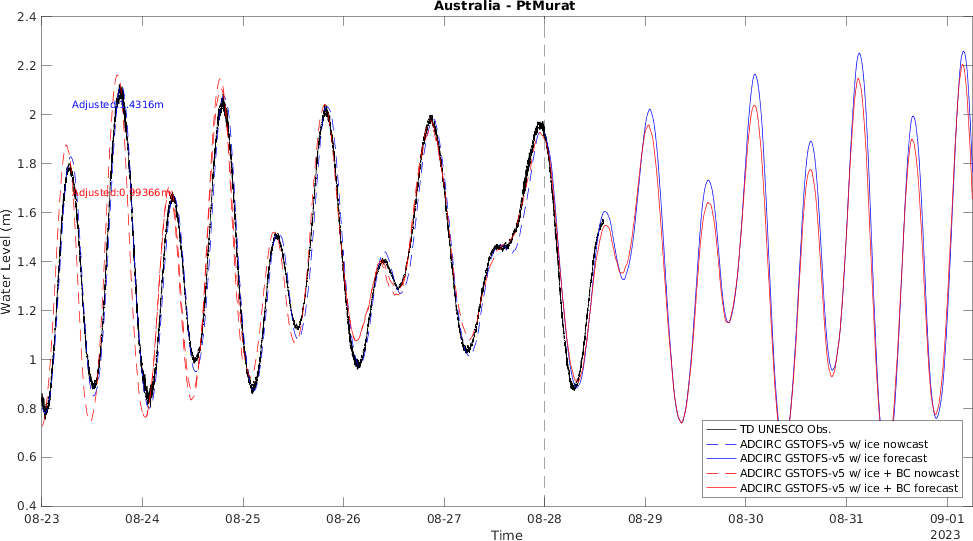 Australia - PtMurat
2.4
2.2
2
1.8
1.6
1.4
1.2
1
0.8
0.6
0.4
Water Level (m)
Adjusted:1.4316m
Adjusted:0.99366m
TD UNESCO Obs.
ADCIRC GSTOFS-v5 w/ ice nowcast
ADCIRC GSTOFS-v5 w/ ice forecast
ADCIRC GSTOFS-v5 w/ ice + BC nowcast
ADCIRC GSTOFS-v5 w/ ice + BC forecast
08-23 08-24 08-25 08-26 08-27 08-28 08-29 08-30 08-31 09-01
2023
Time